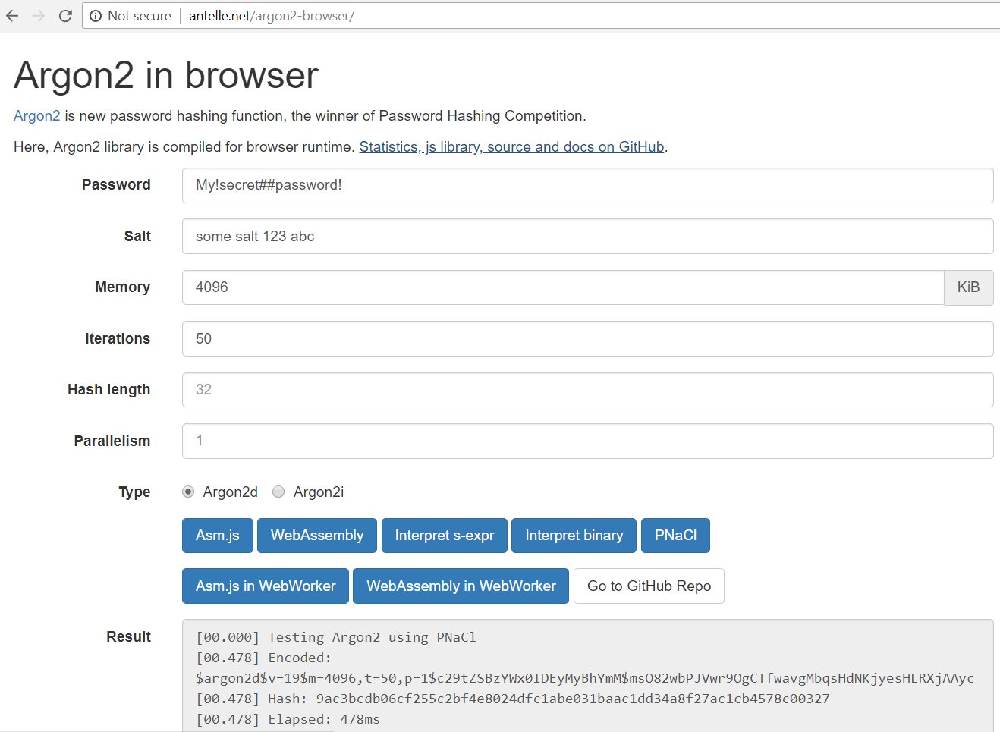 Not secure | antelle.net/argon2-browser/
Argon2 in browser
Argon2 is new password hashing function, the winner of Password Hashing Competition.
Here, Argon2 library is compiled for browser runtime. Statistics, js library, source and docs on GitHub.
Password My!secret##password!
Salt some salt 123 abc
Memory 4096 KiB
Iterations 50
Hash length 32
Parallelism 1
Type Argon2d Argon2i
Asm.js WebAssembly Interpret s-expr Interpret binary PNaCl
Asm.js in WebWorker WebAssembly in WebWorker Go to GitHub Repo
Result [00.000] Testing Argon2 using PNaCl
[00.478] Encoded:
$argon2d$v=19$m=4096,t=50,p=1$c29tZSBzYWx0IDEyMyBhYmM$msO82wbPJVwr9OgCTfwavgMbqsHdNKjyesHLRXjAAyc
[00.478] Hash: 9ac3bcdb06cf255c2bf4e8024dfc1abe031baac1dd34a8f27ac1cb4578c00327
[00.478] Elapsed: 478ms